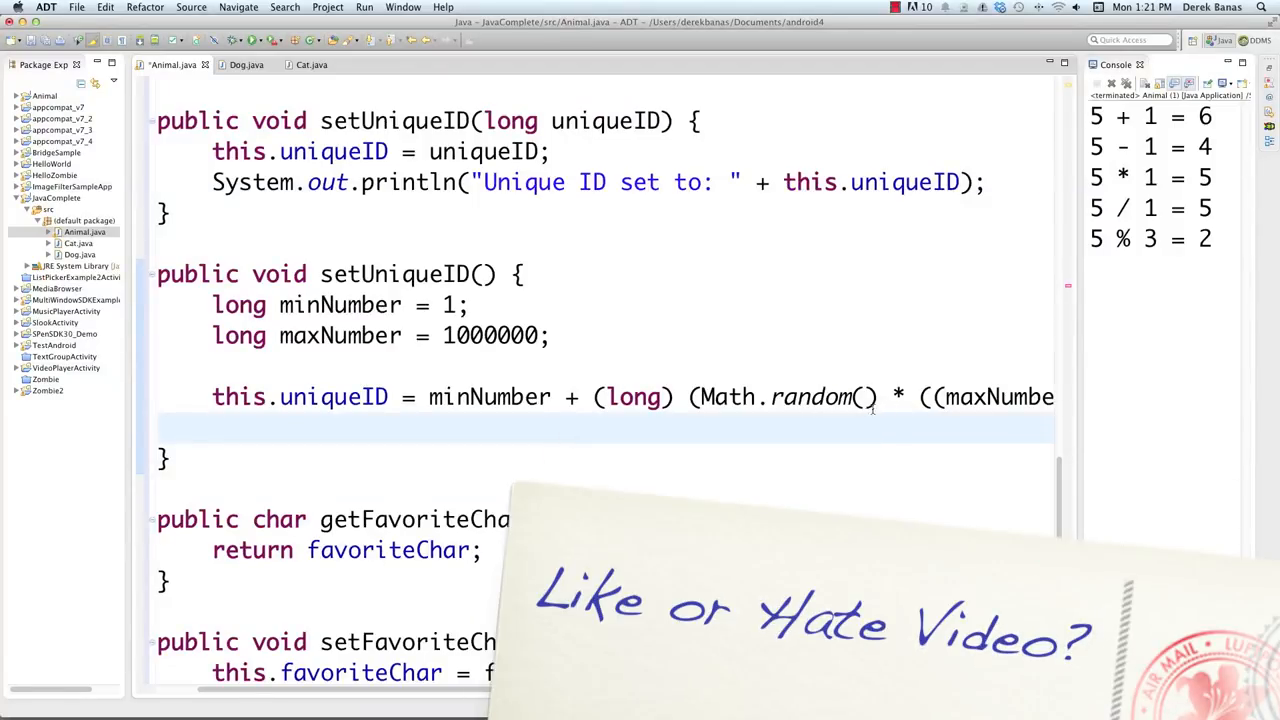 ADT File Edit Refactor Source Navigate Search Project Run Window Help 10 Mon 1:21 PM Derek Banas
Java - JavaComplete/src/Animal.java - ADT - /Users/derekbanas/Documents/android4
Quick Access Java DDMS
Package Exp
Animal
appcompat_v7
appcompat_v7_2
appcompat_v7_3
appcompat_v7_4
BridgeSample
HelloWorld
HelloZombie
ImageFilterSampleApp
JavaComplete
src
(default package)
Animal.java
Cat.java
Dog.java
JRE System Library [Ja
ListPickerExample2Activi
MediaBrowser
MultiWindowSDKExample
MusicPlayerActivity
SlookActivity
SPenSDK30_Demo
TestAndroid
TextGroupActivity
VideoPlayerActivity
Zombie
Zombie2
*Animal.java Dog.java Cat.java
public void setUniqueID(long uniqueID) {
this.uniqueID = uniqueID;
System.out.println("Unique ID set to: " + this.uniqueID);
}
public void setUniqueID() {
long minNumber = 1;
long maxNumber = 1000000;
this.uniqueID = minNumber + (long) (Math.random() * ((maxNumbe
}
public char getFavoriteCha
return favoriteChar;
}
public void setFavoriteCh
this.favoriteChar = f
Console
<terminated> Animal (1) [Java Application] /S
5 + 1 = 6
5 - 1 = 4
5 * 1 = 5
5 / 1 = 5
5 % 3 = 2
Like or Hate Video?
AIR MAIL